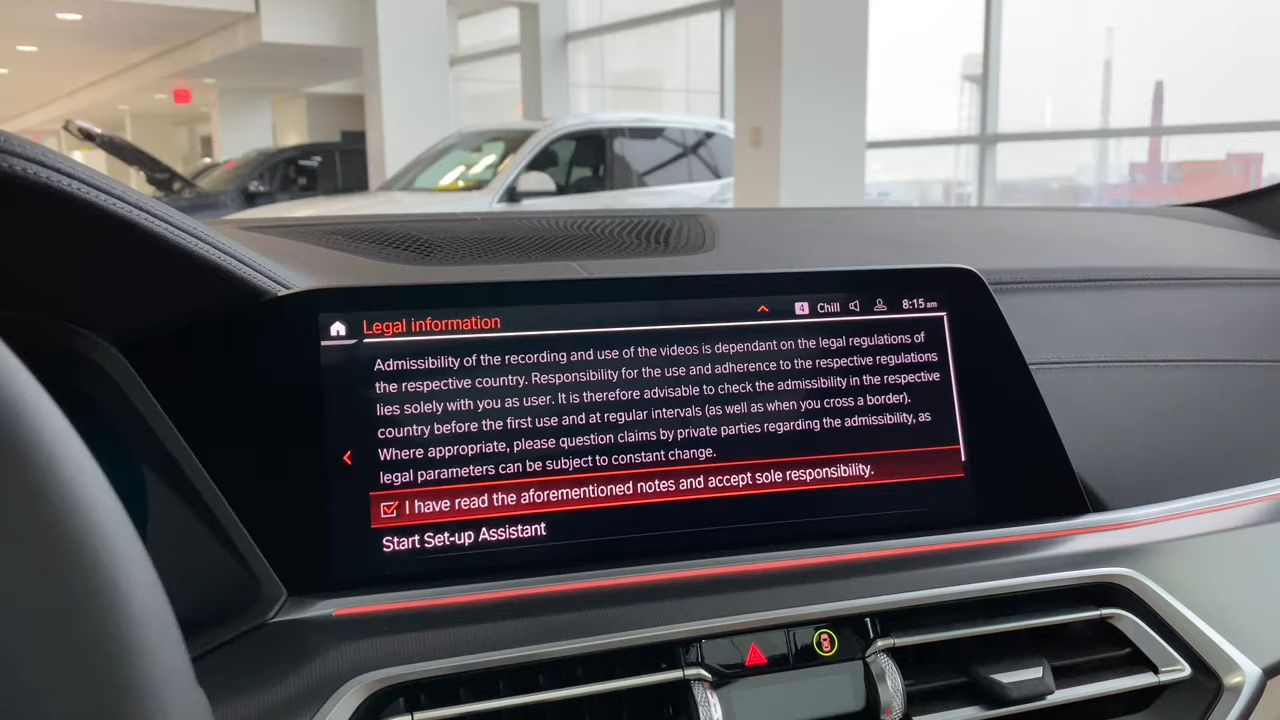 Legal information
4 Chill 8:15 am
Admissibility of the recording and use of the videos is dependant on the legal regulations of
the respective country. Responsibility for the use and adherence to the respective regulations
lies solely with you as user. It is therefore advisable to check the admissibility in the respective
country before the first use and at regular intervals (as well as when you cross a border).
Where appropriate, please question claims by private parties regarding the admissibility, as
legal parameters can be subject to constant change.
I have read the aforementioned notes and accept sole responsibility.
Start Set-up Assistant